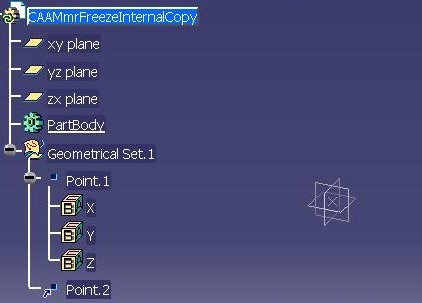 CAAMmrFreezeInternalCopy
xy plane
yz plane
zx plane
PartBody
Geometrical Set.1
Point.1
B X
B Y
B Z
Point.2